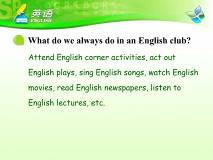 英语
What do we always do in an English club?
Attend English corner activities, act out
English plays, sing English songs, watch English
movies, read English newspapers, listen to
English lectures, etc.